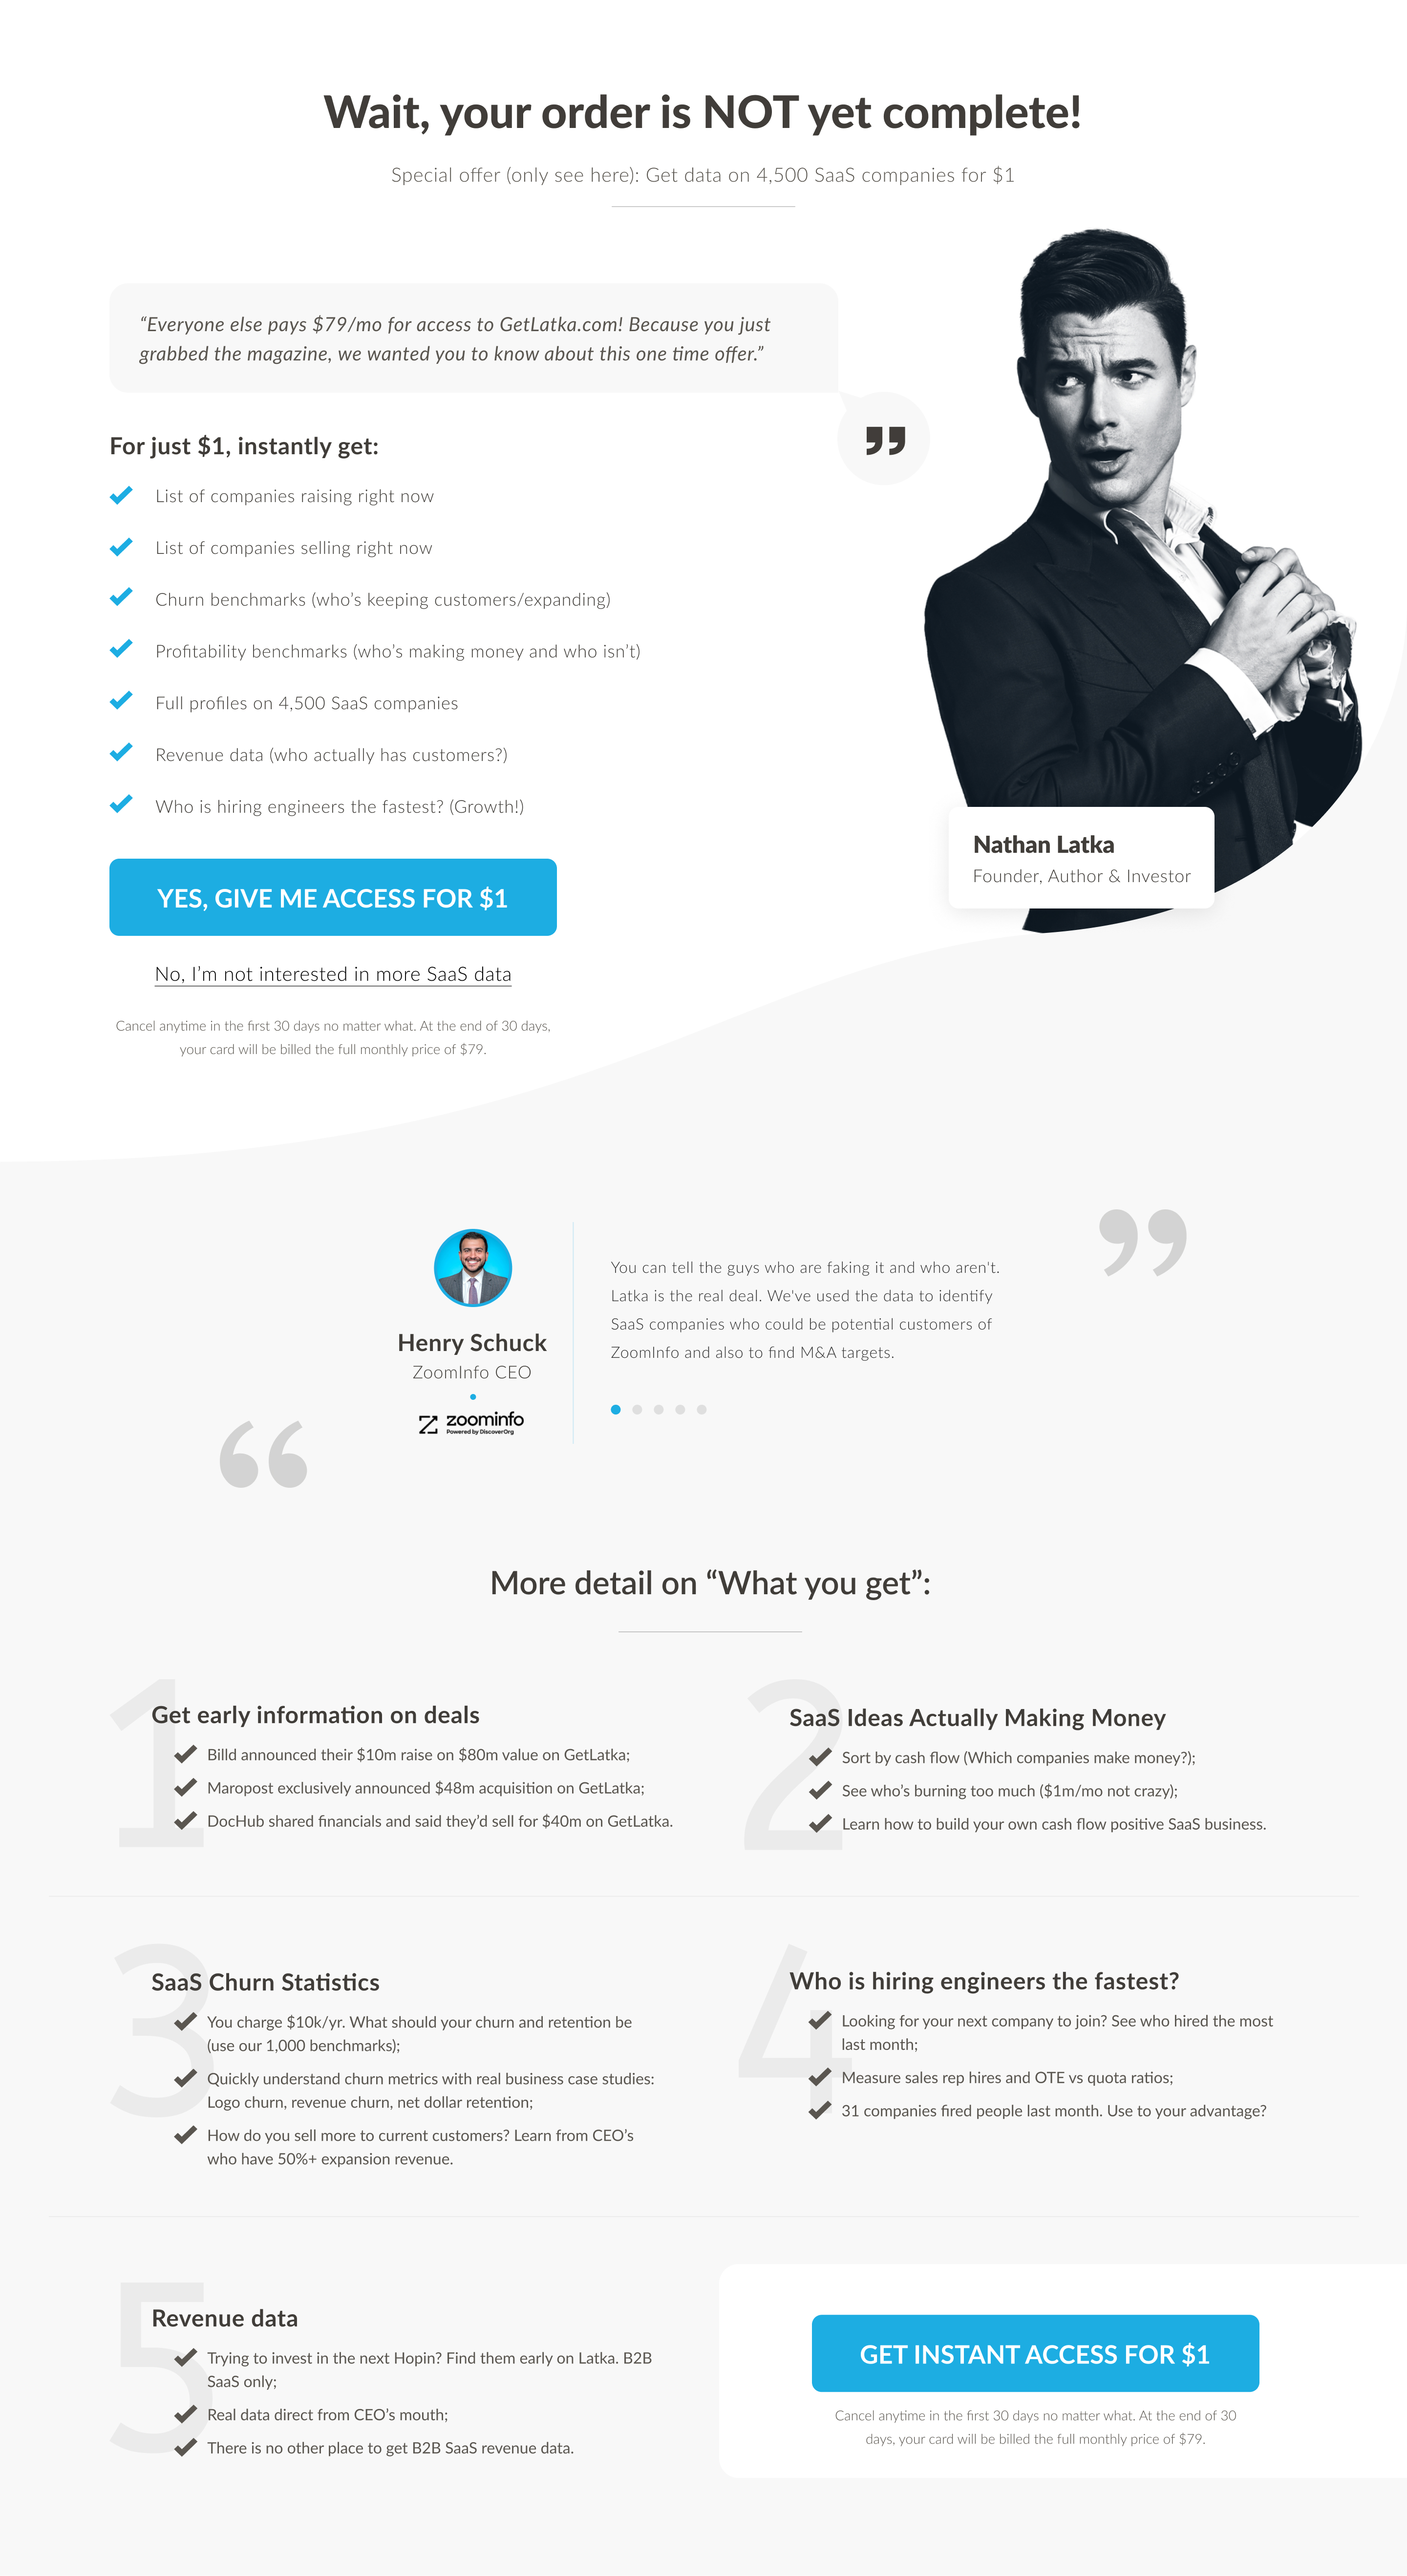 Wait, your order is NOT yet complete!
Special offer (only see here): Get data on 4,500 SaaS companies for $1
“Everyone else pays $79/mo for access to GetLatka.com! Because you just
grabbed the magazine, we wanted you to know about this one time offer.”
”
For just $1, instantly get:
List of companies raising right now
List of companies selling right now
Churn benchmarks (who’s keeping customers/expanding)
Profitability benchmarks (who’s making money and who isn’t)
Full profiles on 4,500 SaaS companies
Revenue data (who actually has customers?)
Who is hiring engineers the fastest? (Growth!)
Nathan Latka
Founder, Author & Investor
YES, GIVE ME ACCESS FOR $1
No, I’m not interested in more SaaS data
Cancel anytime in the first 30 days no matter what. At the end of 30 days,
your card will be billed the full monthly price of $79.
Henry Schuck
ZoomInfo CEO
zoominfo
Powered by DiscoverOrg
You can tell the guys who are faking it and who aren't.
Latka is the real deal. We've used the data to identify
SaaS companies who could be potential customers of
ZoomInfo and also to find M&A targets.
”
“
More detail on “What you get”:
1
Get early information on deals
Billd announced their $10m raise on $80m value on GetLatka;
Maropost exclusively announced $48m acquisition on GetLatka;
DocHub shared financials and said they’d sell for $40m on GetLatka.
2
SaaS Ideas Actually Making Money
Sort by cash flow (Which companies make money?);
See who’s burning too much ($1m/mo not crazy);
Learn how to build your own cash flow positive SaaS business.
3
SaaS Churn Statistics
You charge $10k/yr. What should your churn and retention be
(use our 1,000 benchmarks);
Quickly understand churn metrics with real business case studies:
Logo churn, revenue churn, net dollar retention;
How do you sell more to current customers? Learn from CEO’s
who have 50%+ expansion revenue.
4
Who is hiring engineers the fastest?
Looking for your next company to join? See who hired the most
last month;
Measure sales rep hires and OTE vs quota ratios;
31 companies fired people last month. Use to your advantage?
5
Revenue data
Trying to invest in the next Hopin? Find them early on Latka. B2B
SaaS only;
Real data direct from CEO’s mouth;
There is no other place to get B2B SaaS revenue data.
GET INSTANT ACCESS FOR $1
Cancel anytime in the first 30 days no matter what. At the end of 30
days, your card will be billed the full monthly price of $79.